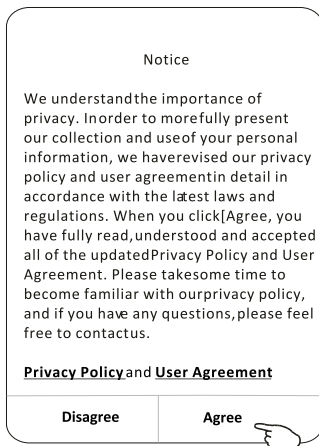 Notice
We understandthe importance of
privacy. Inorder to morefully present
our collection and useof your personal
information, we haverevised our privacy
policy and user agreementin detail in
accordance with the latest laws and
regulations. When you click[Agree, you
have fully read,understood and accepted
all of the updatedPrivacy Policy and User
Agreement. Please takesome time to
become familiar with ourprivacy policy,
and if you have any questions,please feel
free to contactus.
Privacy Policy and User Agreement
Disagree Agree